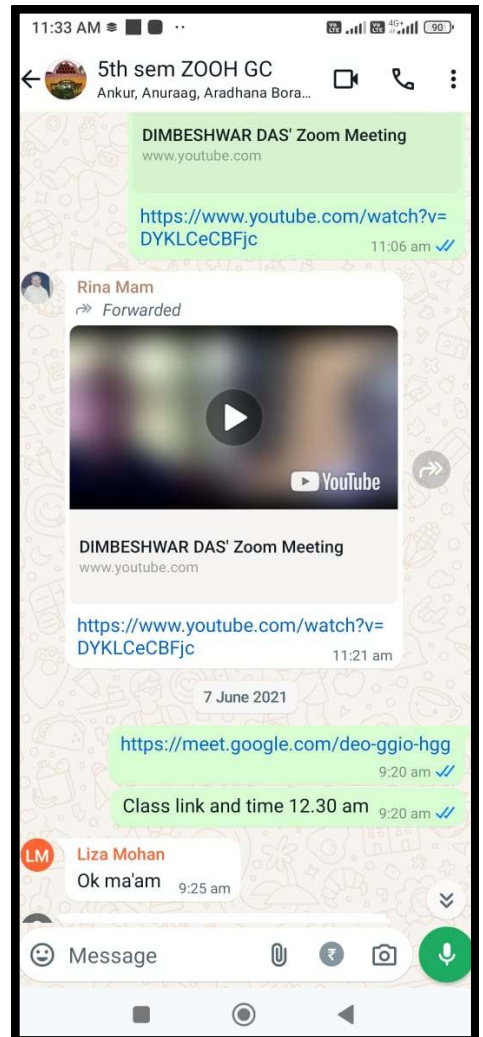 11:33 AM
4G+
90
5th sem ZOOH GC
Ankur, Anuraag, Aradhana Bora...
DIMBESHWAR DAS' Zoom Meeting
www.youtube.com
https://www.youtube.com/watch?v=
DYKLCeCBFjc
11:06 am
Rina Mam
Forwarded
YouTube
DIMBESHWAR DAS' Zoom Meeting
www.youtube.com
https://www.youtube.com/watch?v=
DYKLCeCBFjc
11:21 am
7 June 2021
https://meet.google.com/deo-ggio-hgg
9:20 am
Class link and time 12.30 am 9:20 am
LM
Liza Mohan
Ok ma'am 9:25 am
Message
₹